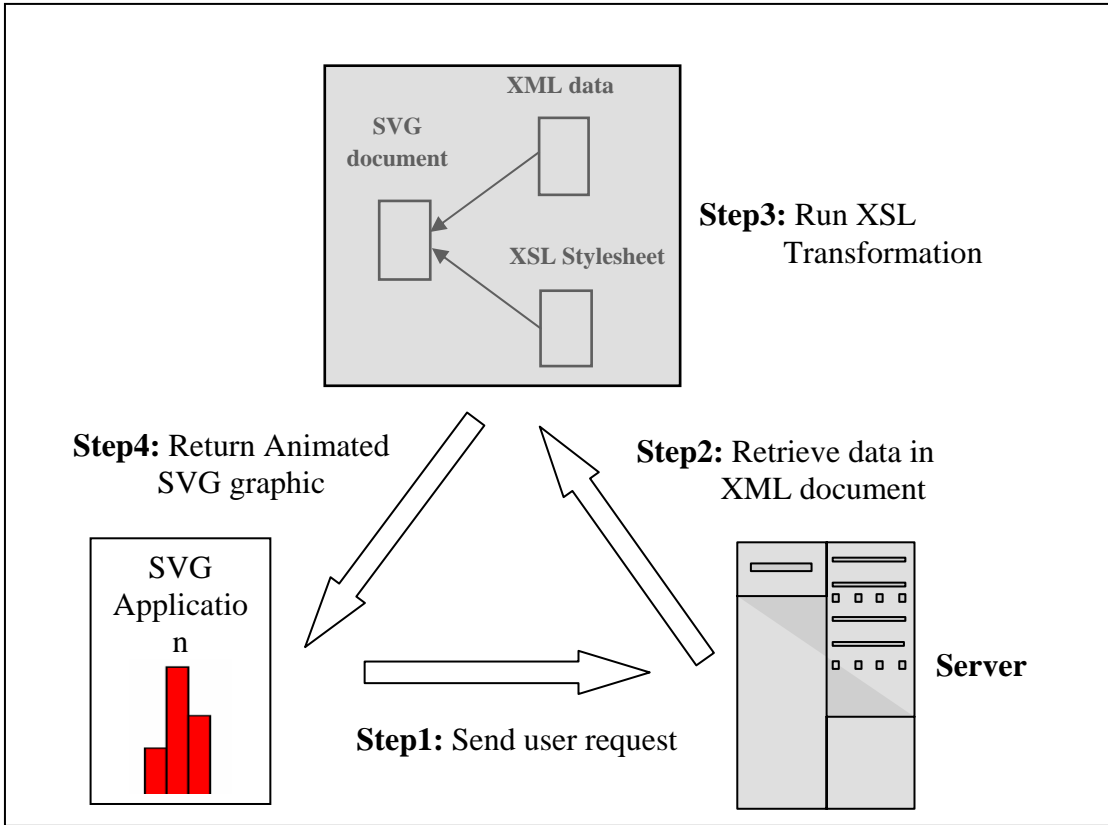 XML data
SVG
document
XSL Stylesheet
Step3: Run XSL
Transformation
Step4: Return Animated
SVG graphic
Step2: Retrieve data in
XML document
SVG
Applicatio
n
Server
Step1: Send user request